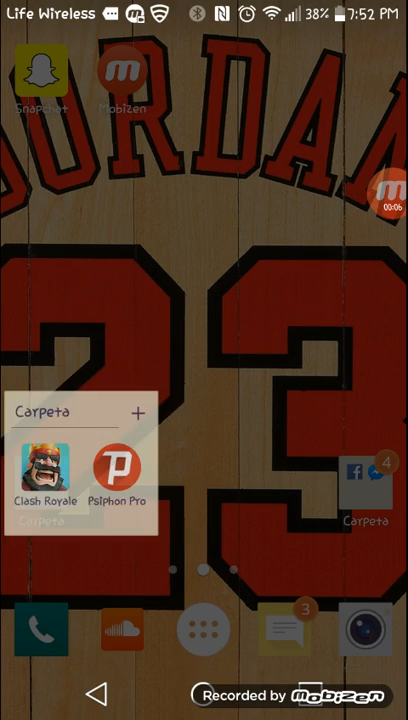 Life Wireless
38% 7:52 PM
Snapchat
Mobizen
JORDAN
00:06
23
Carpeta +
Clash Royale
Psiphon Pro
Carpeta
4
Carpeta
3
Recorded by Mobizen